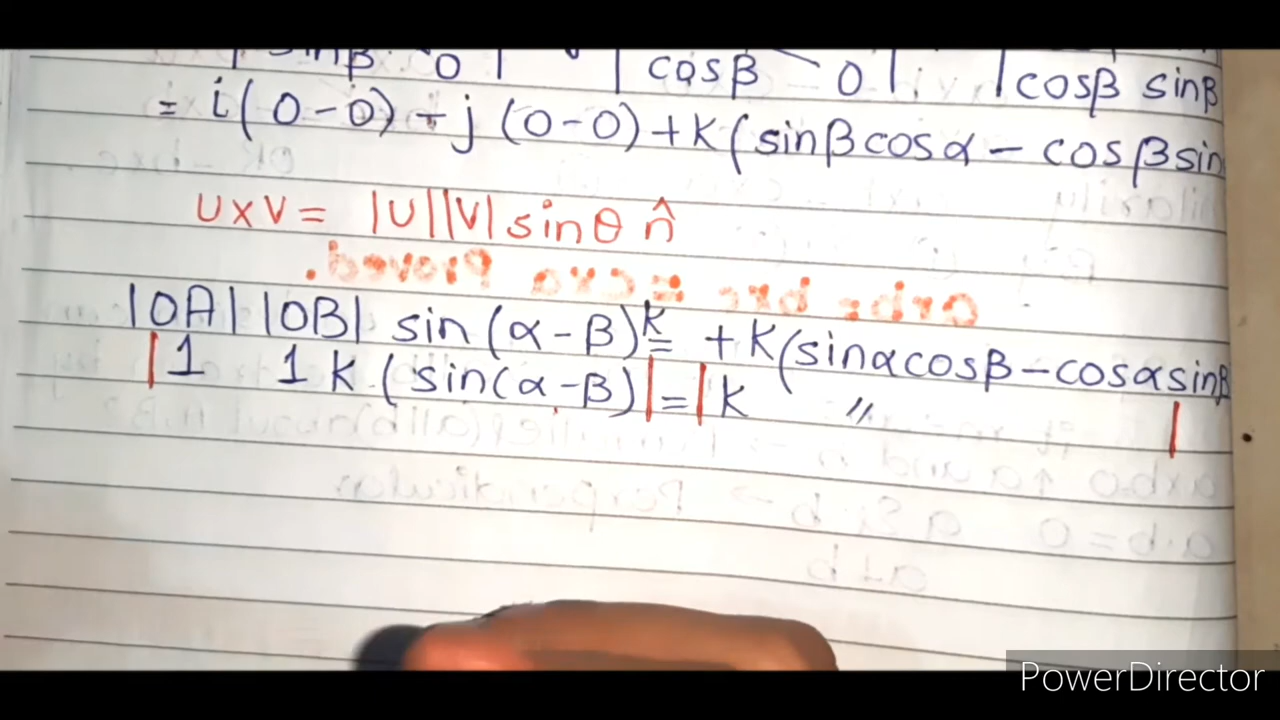 | sinβ 0 | | cosβ 0 | | cosβ sinβ
= i(0-0) - j (0-0) + K(sinβcosα - cosβsin
U×V = |U||V|sinθ n̂
|OA| |OB| sin (α-β)k = +K(sinαcosβ-cosαsinβ
|1 1 k (sin(α-β)|=|k " |
PowerDirector